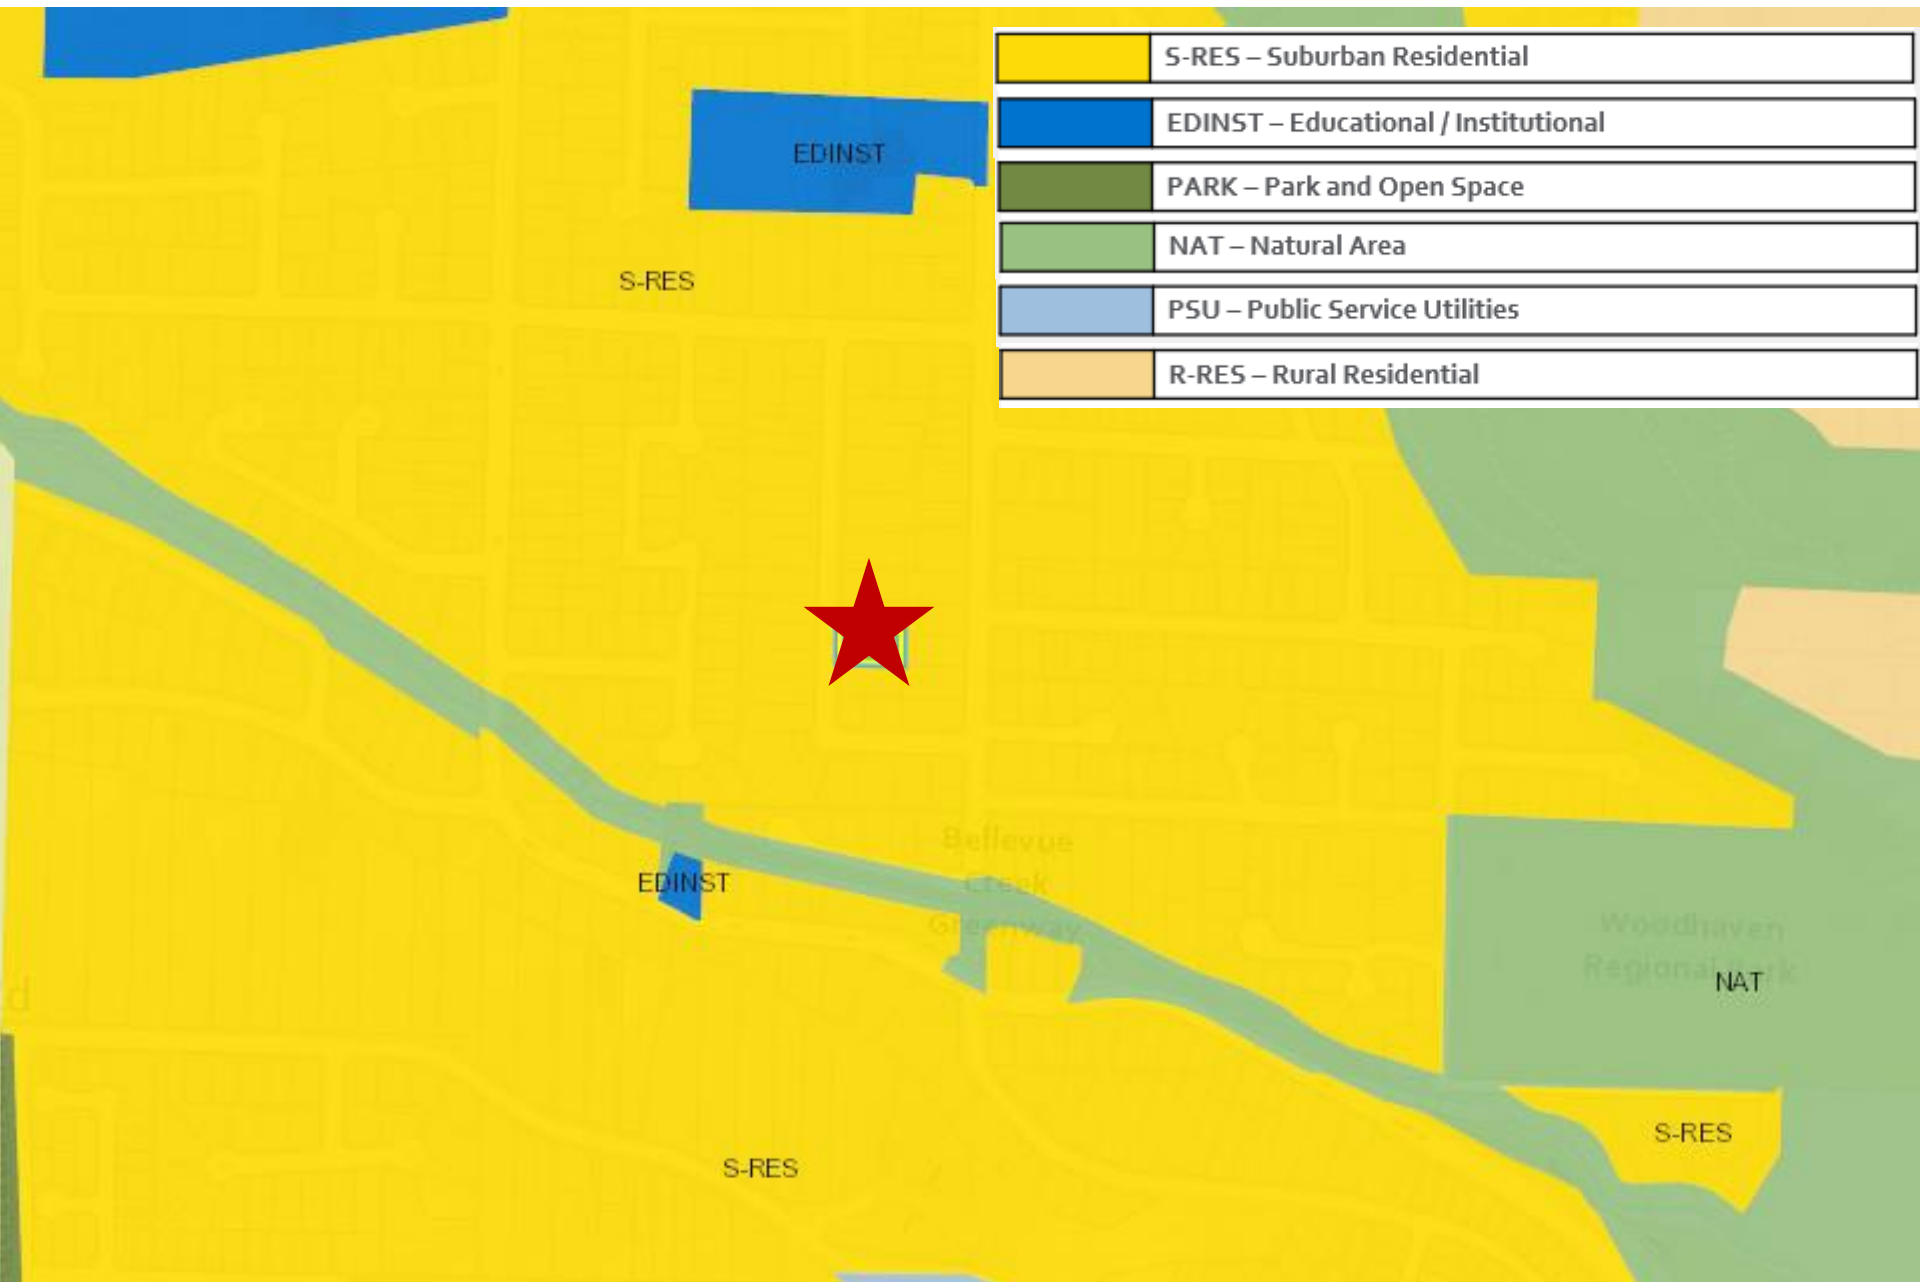 S-RES – Suburban Residential
EDINST – Educational / Institutional
PARK – Park and Open Space
NAT – Natural Area
PSU – Public Service Utilities
R-RES – Rural Residential
EDINST
S-RES
Bellevue
Creek
Greenway
EDINST
Woodhaven
Regional Park
NAT
d
S-RES
S-RES